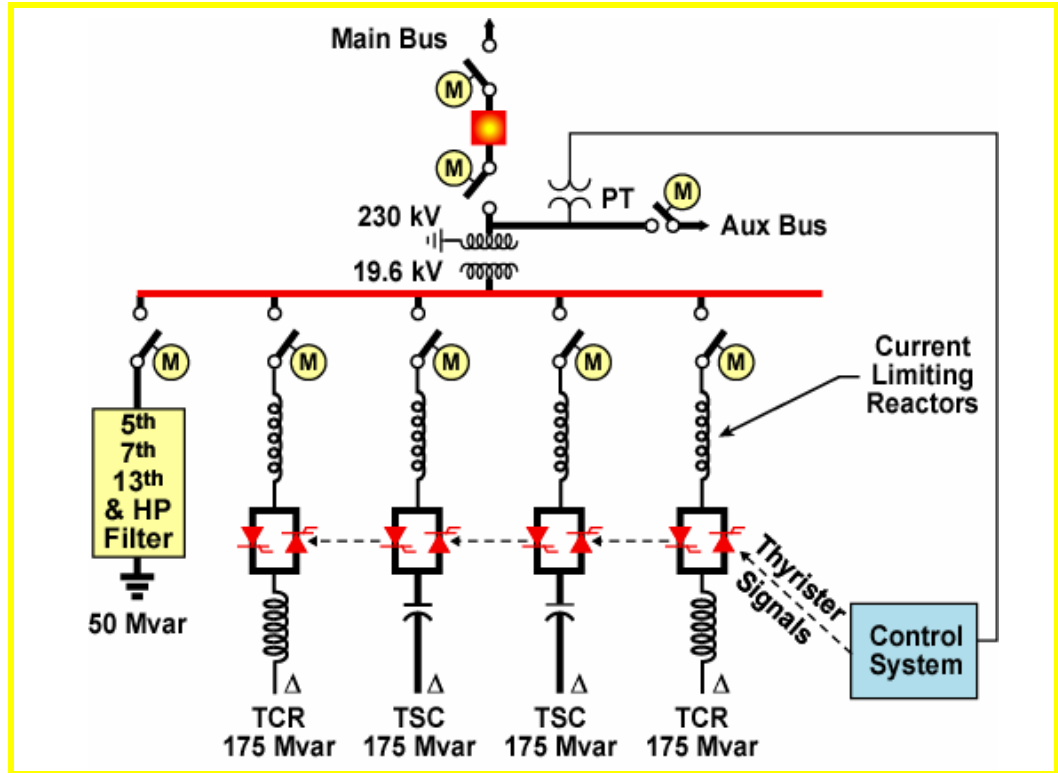 Main Bus
M
M
PT
M
230 kV
Aux Bus
19.6 kV
M
M
M
M
M
Current
Limiting
Reactors
5th
7th
13th
& HP
Filter
50 Mvar
Thyrister
Signals
Control
System
Δ
Δ
Δ
Δ
TCR
175 Mvar
TSC
175 Mvar
TSC
175 Mvar
TCR
175 Mvar